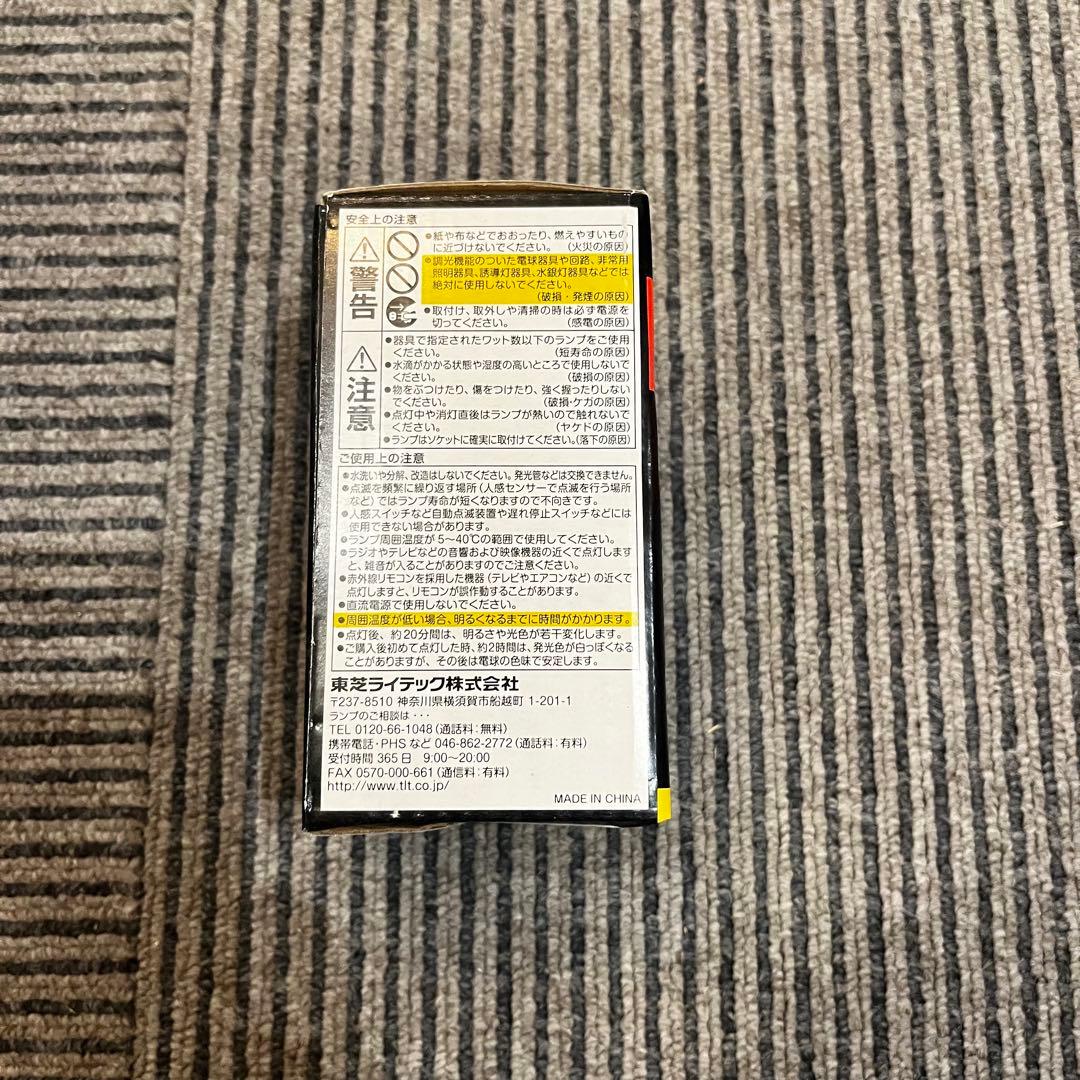 安全上の注意
警告
●紙や布などでおおったり、燃えやすいもの
に近づけないでください。 (火災の原因)
●調光機能のついた電球器具や回路、非常用
照明器具、誘導灯器具、水銀灯器具などでは
絶対に使用しないでください。
(破損・発煙の原因)
●取付け、取外しや清掃の時は必ず電源を
切ってください。 (感電の原因)
注意
●器具で指定されたワット数以下のランプをご使用
ください。 (短寿命の原因)
●水滴がかかる状態や湿度の高いところで使用しないで
ください。 (破損の原因)
●物をぶつけたり、傷をつけたり、強く握ったりしない
でください。 (破損・ケガの原因)
●点灯中や消灯直後はランプが熱いので触れないで
ください。 (ヤケドの原因)
●ランプはソケットに確実に取付けてください。(落下の原因)
ご使用上の注意
●水洗いや分解、改造はしないでください。発光管などは交換できません。
●点滅を頻繁に繰り返す場所(人感センサーで点滅を行う場所
など)ではランプ寿命が短くなりますので不向きです。
●人感スイッチなど自動点滅装置や遅れ停止スイッチなどには
使用できない場合があります。
●ランプ周囲温度が 5~40℃の範囲で使用してください。
●ラジオやテレビなどの音響および映像機器の近くで点灯します
と、雑音が入ることがありますのでご注意ください。
●赤外線リモコンを採用した機器(テレビやエアコンなど)の近くで
点灯しますと、リモコンが誤作動することがあります。
●直流電源で使用しないでください。
●周囲温度が低い場合、明るくなるまでに時間がかかります。
●点灯後、約20分間は、明るさや光色が若干変化します。
●ご購入後初めて点灯した時、約2時間は、発光色が白っぽくなる
ことがありますが、その後は電球の色味で安定します。
東芝ライテック株式会社
〒237-8510 神奈川県横須賀市船越町 1-201-1
ランプのご相談は・・・
TEL 0120-66-1048(通話料:無料)
携帯電話・PHS など 046-862-2772(通話料:有料)
受付時間 365日 9:00~20:00
FAX 0570-000-661(通信料:有料)
http://www.tlt.co.jp/
MADE IN CHINA